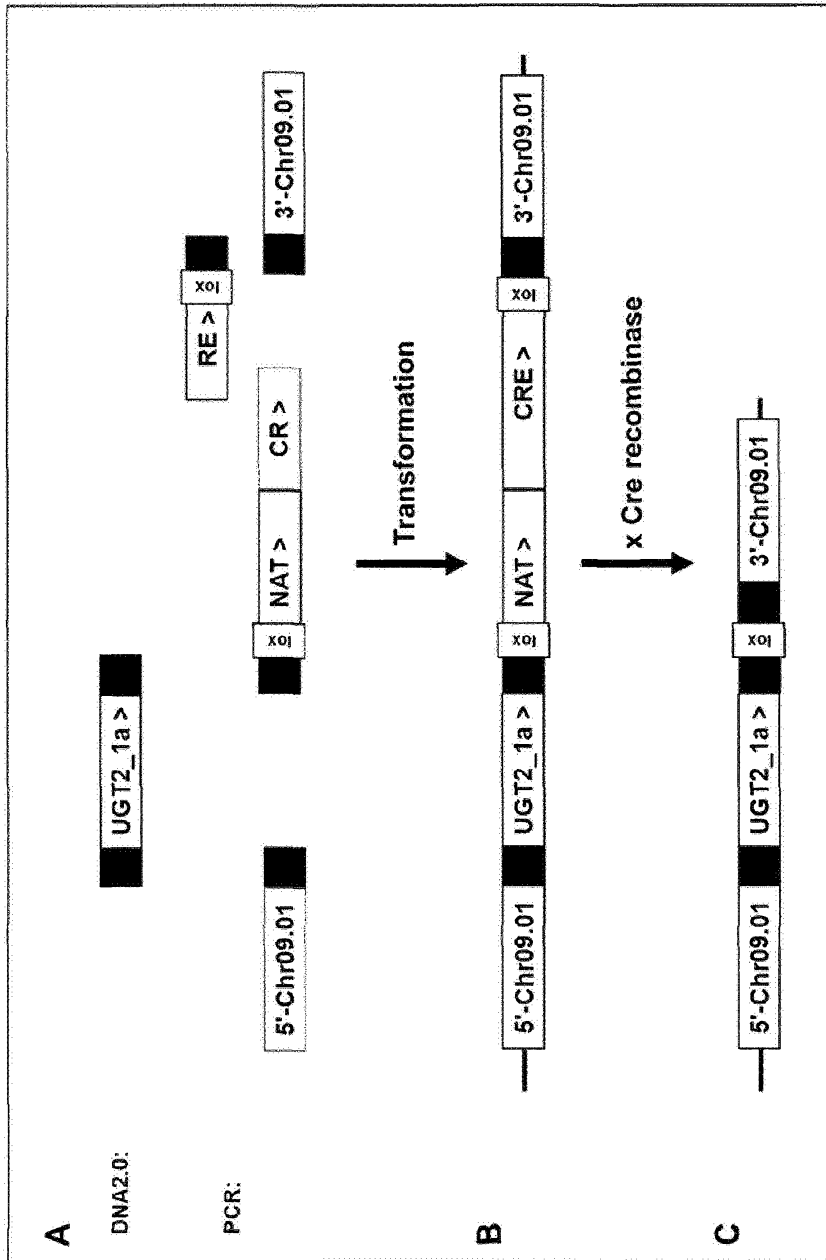 A
DNA2.0:
UGT2_1a >
PCR:
RE >
lox
5'-Chr09.01
lox
NAT >
CR >
3'-Chr09.01
Transformation
B
5'-Chr09.01
UGT2_1a >
lox
NAT >
CRE >
lox
3'-Chr09.01
x Cre recombinase
C
5'-Chr09.01
UGT2_1a >
lox
3'-Chr09.01